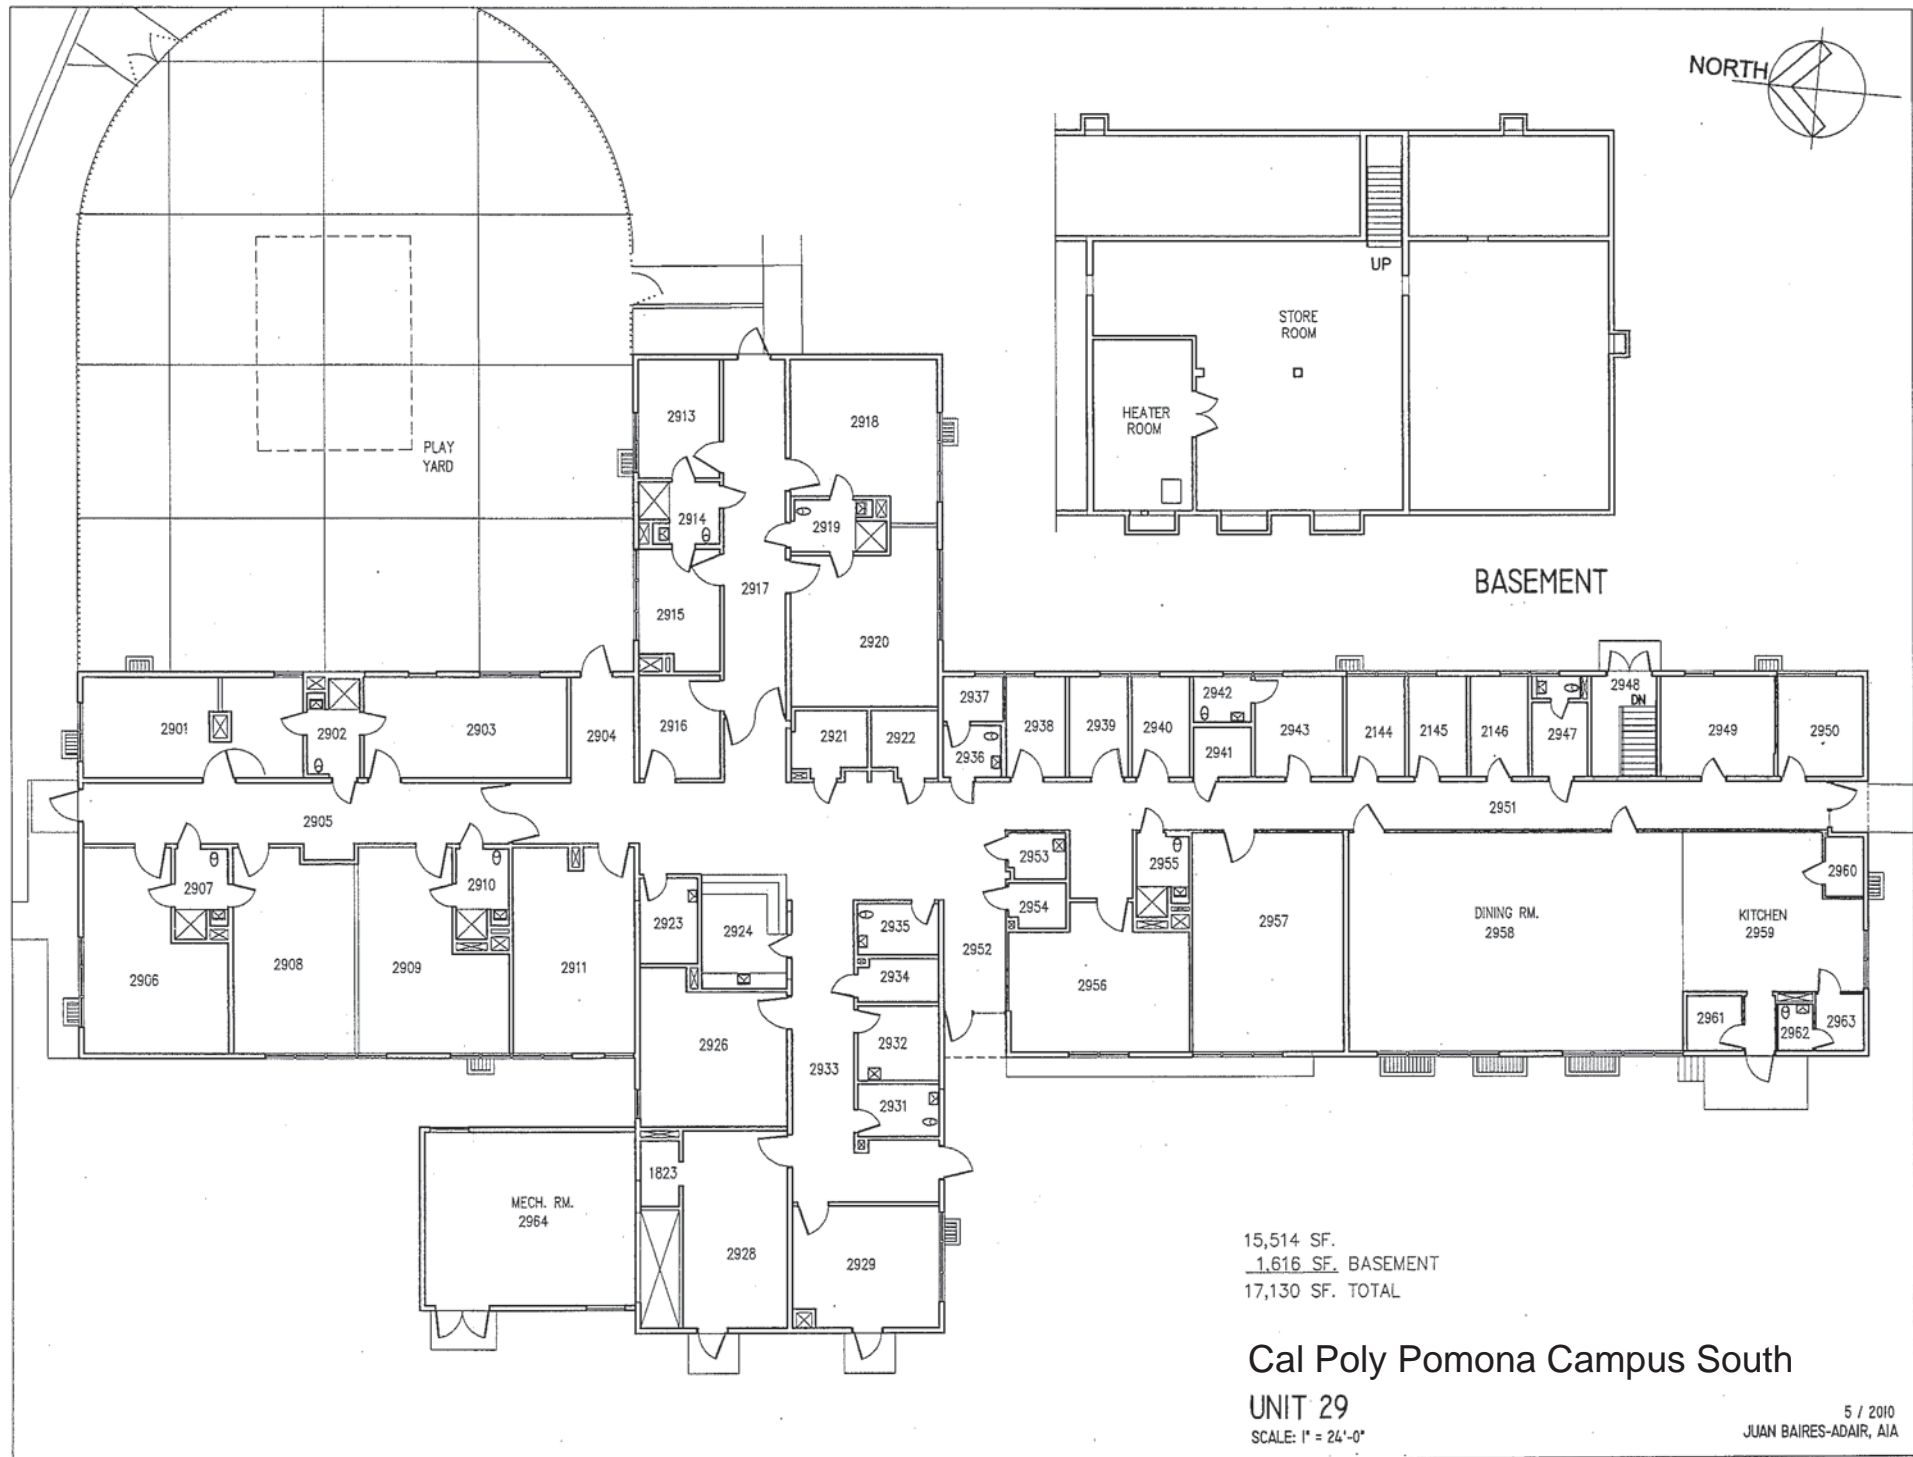 NORTH
UP
STORE
ROOM
HEATER
ROOM
BASEMENT
PLAY
YARD
2913
2918
2914
2919
2915
2917
2920
2901
2902
2903
2904
2916
2921
2922
2937
2936
2938
2939
2940
2942
2941
2943
2144
2145
2146
2947
2948
DN
2949
2950
2905
2951
2907
2910
2906
2908
2909
2911
2923
2924
2935
2934
2952
2953
2954
2955
2956
2957
DINING RM.
2958
KITCHEN
2959
2960
2961
2962
2963
2926
2933
2932
2931
1823
MECH. RM.
2964
2928
2929
15,514 SF.
1,616 SF. BASEMENT
17,130 SF. TOTAL
Cal Poly Pomona Campus South
UNIT 29
SCALE: 1" = 24'-0"
5 / 2010
JUAN BAIRES-ADAIR, AIA